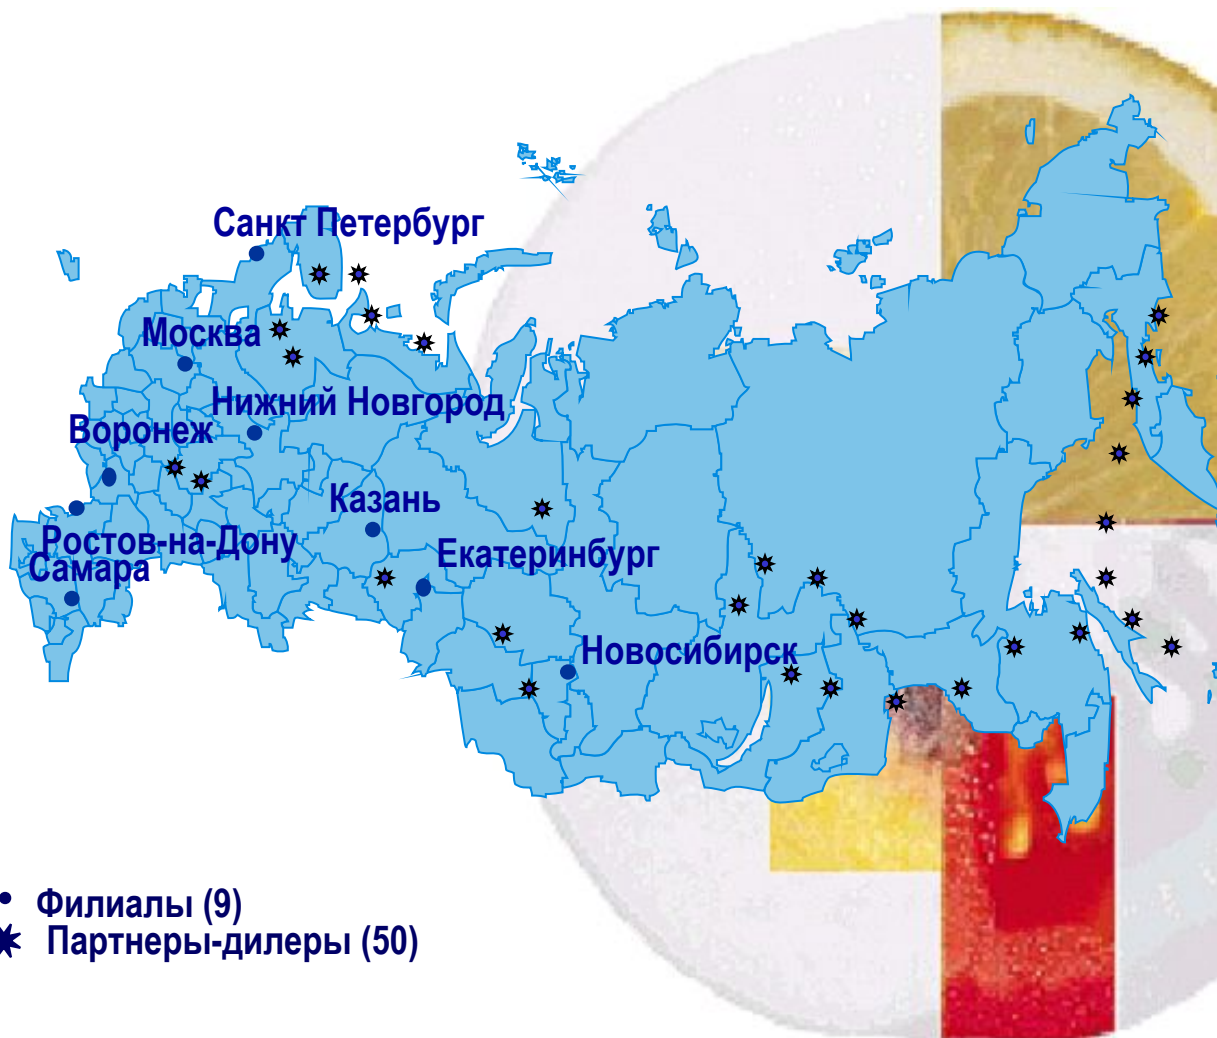 Санкт Петербург
Москва
Нижний Новгород
Воронеж
Казань
Ростов-на-Дону
Екатеринбург
Самара
Новосибирск
Филиалы (9)
Партнеры-дилеры (50)